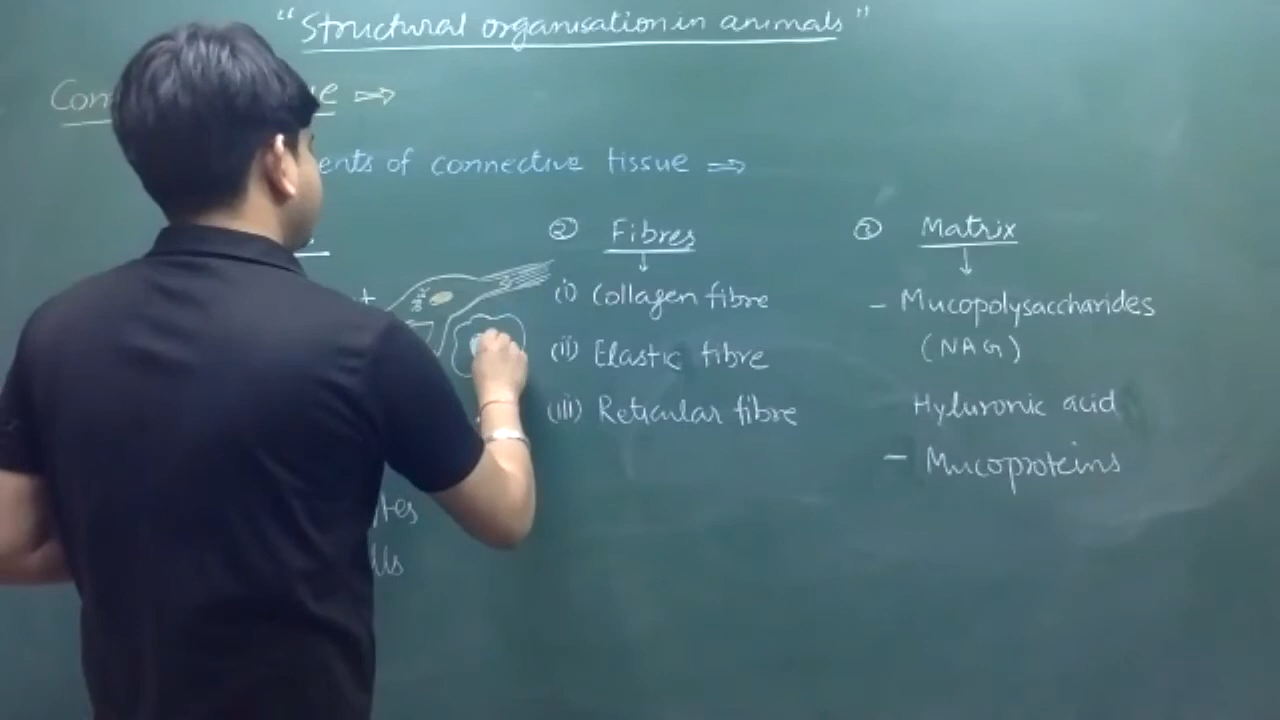 "Structural organisation in animals"
Con
of connective tissue ⇒
② Fibres
(i) Collagen fibre
(ii) Elastic fibre
(iii) Reticular fibre
③ Matrix
- Mucopolysaccharides
(NAG)
Hyluronic acid
- Mucoproteins